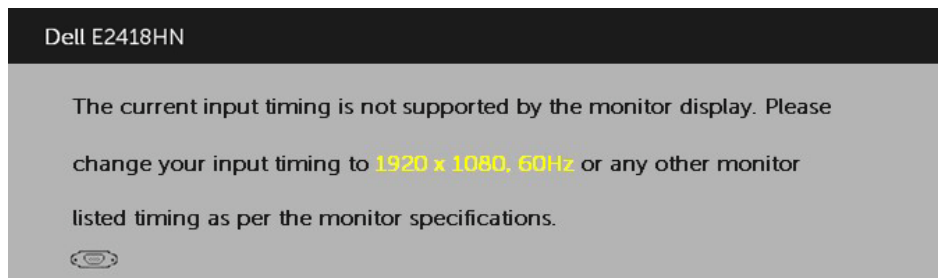 Dell E2418HN
The current input timing is not supported by the monitor display. Please
change your input timing to 1920 x 1080, 60Hz or any other monitor
listed timing as per the monitor specifications.